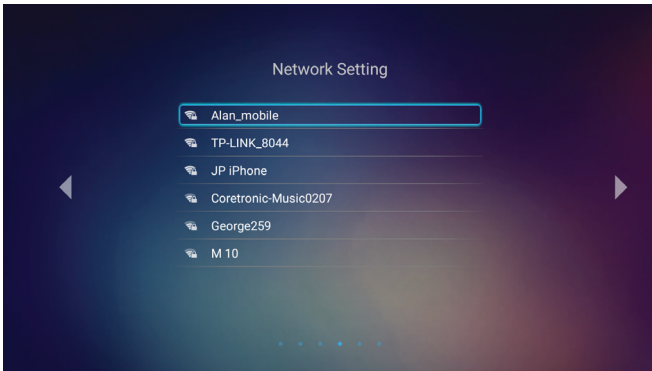 Network Setting
Alan_mobile
TP-LINK_8044
JP iPhone
Coretronic-Music0207
George259
M 10